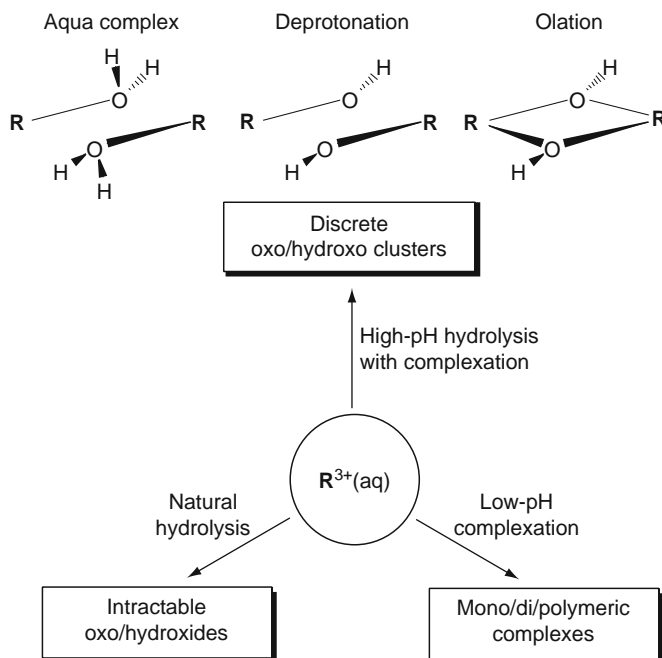 Aqua complex
Deprotonation
Olation
H
H
O
R
R
O
H
H
H
O
R
R
O
H
H
O
R
R
O
H
Discrete
oxo/hydroxo clusters
High-pH hydrolysis
with complexation
R³⁺(aq)
Natural
hydrolysis
Low-pH
complexation
Intractable
oxo/hydroxides
Mono/di/polymeric
complexes